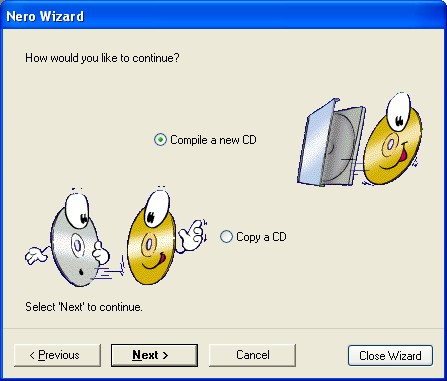 Nero Wizard
How would you like to continue?
Compile a new CD
Copy a CD
Select 'Next' to continue.
< Previous
Next >
Cancel
Close Wizard